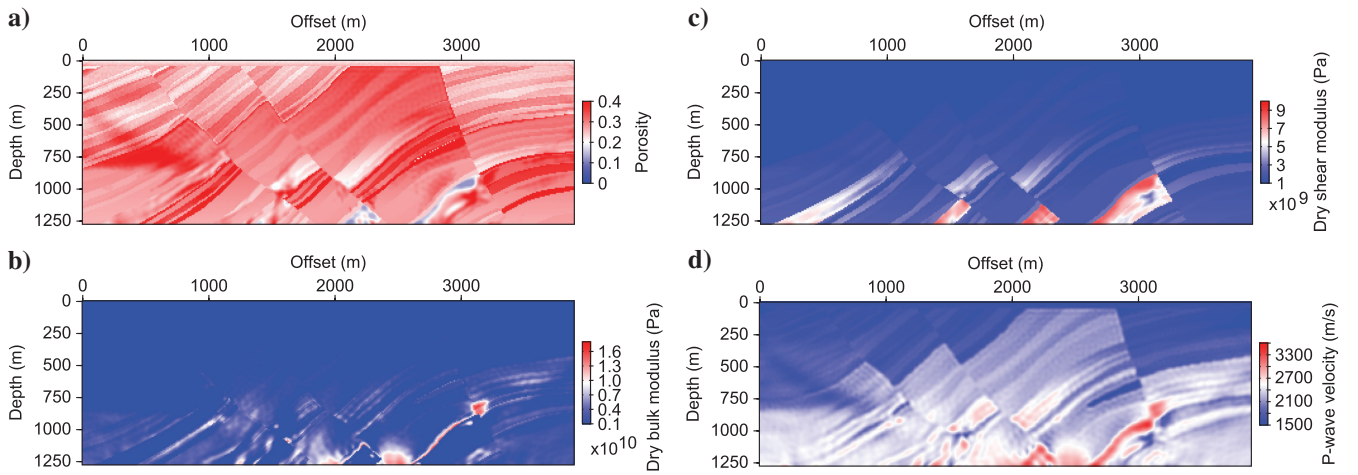 a)
Offset (m)
0 1000 2000 3000
Depth (m)
0
250
500
750
1000
1250
0.4
0.3
0.2
0.1
0
Porosity
b)
Offset (m)
0 1000 2000 3000
Depth (m)
0
250
500
750
1000
1250
1.6
1.3
1.0
0.7
0.4
0.1
x10^10
Dry bulk modulus (Pa)
c)
Offset (m)
0 1000 2000 3000
Depth (m)
0
250
500
750
1000
1250
9
7
5
3
1
x10^9
Dry shear modulus (Pa)
d)
Offset (m)
0 1000 2000 3000
Depth (m)
0
250
500
750
1000
1250
3300
2700
2100
1500
P-wave velocity (m/s)